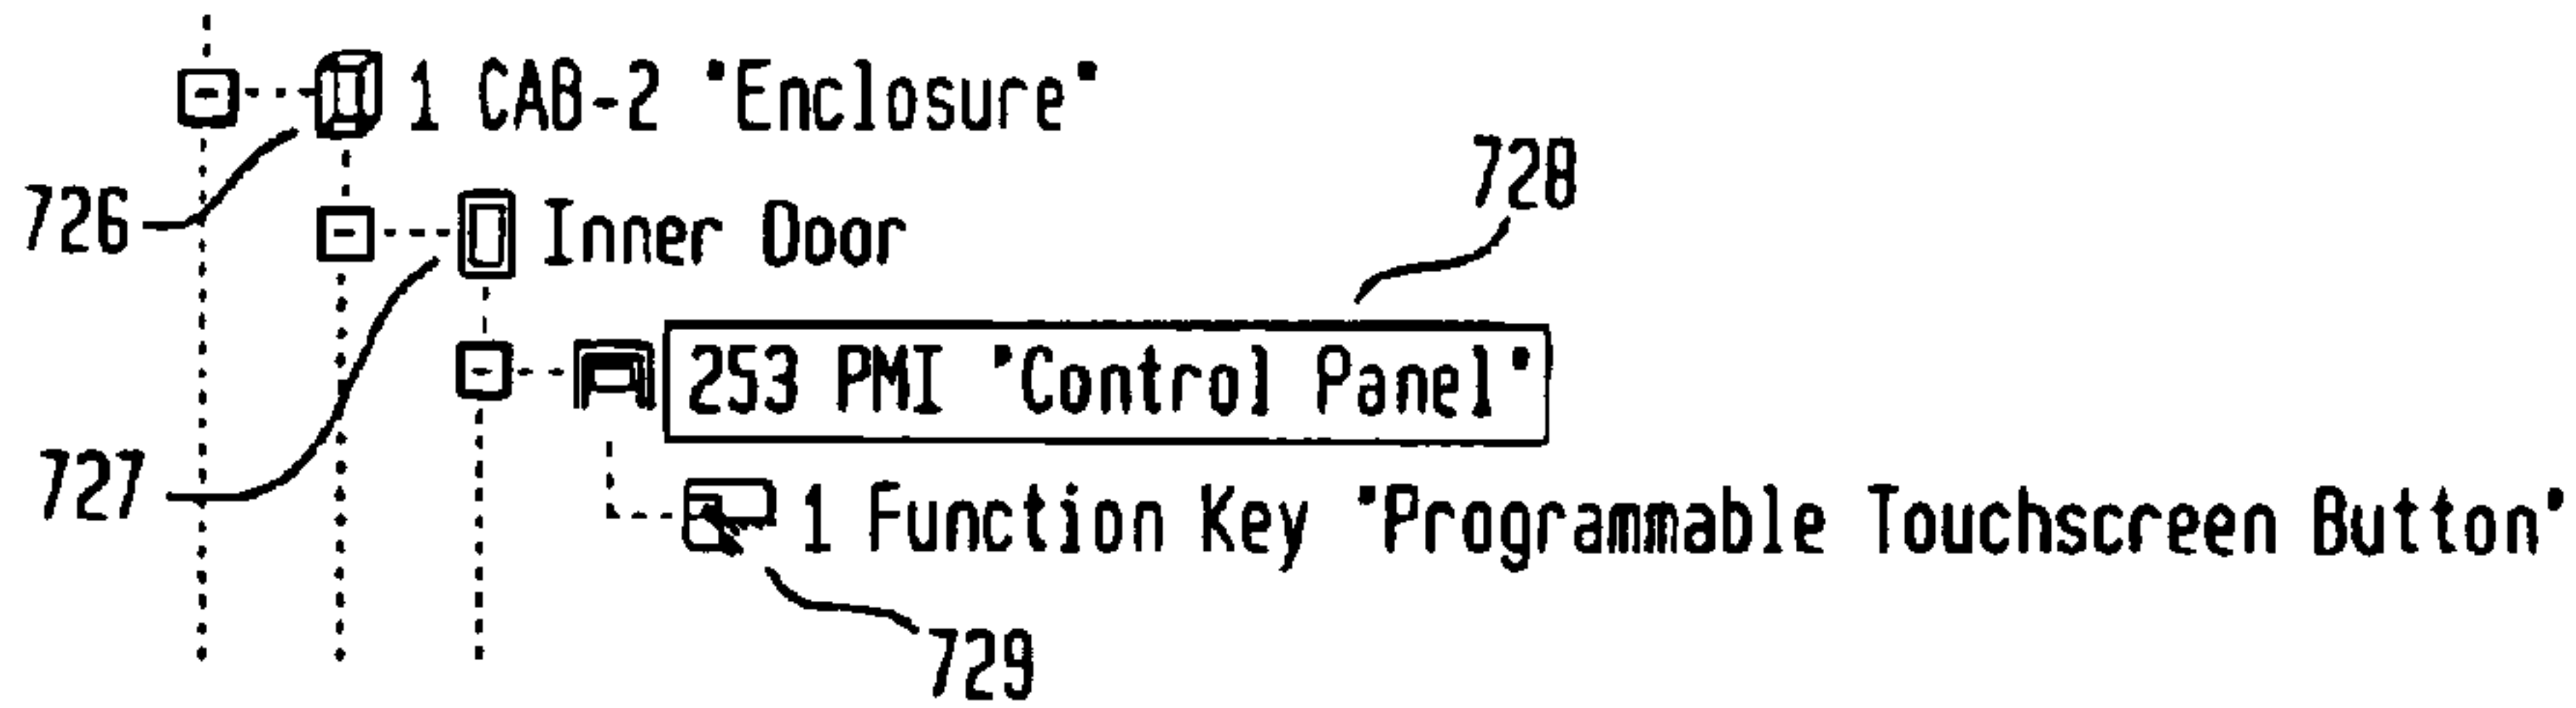 1 CAB-2 "Enclosure"
728
726
Inner Door
253 PMI "Control Panel"
727
1 Function Key "Programmable Touchscreen Button"
729